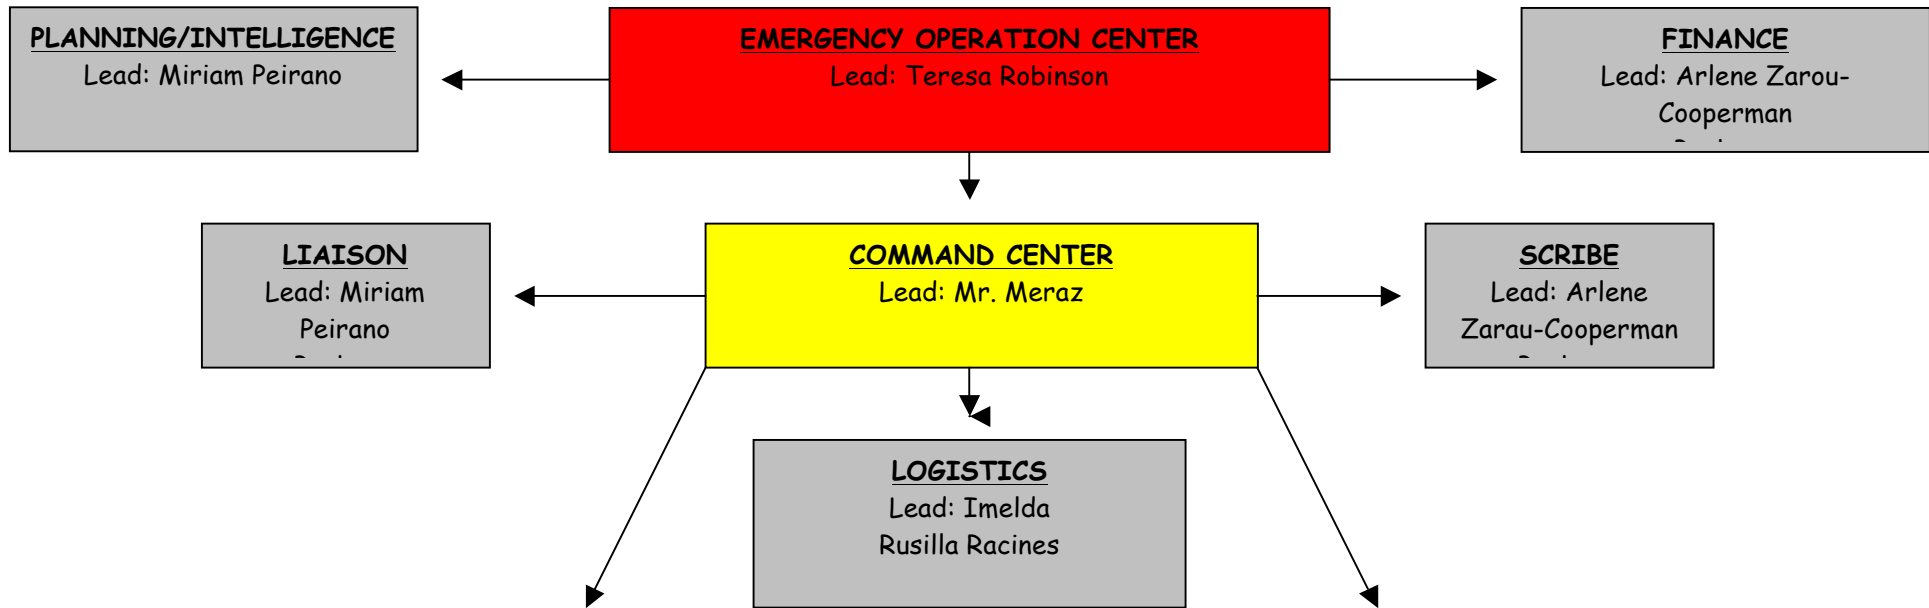 PLANNING/INTELLIGENCE
Lead: Miriam Peirano
EMERGENCY OPERATION CENTER
Lead: Teresa Robinson
FINANCE
Lead: Arlene Zarou-
Cooperman
LIAISON
Lead: Miriam
Peirano
COMMAND CENTER
Lead: Mr. Meraz
SCRIBE
Lead: Arlene
Zarau-Cooperman
LOGISTICS
Lead: Imelda
Rusilla Racines